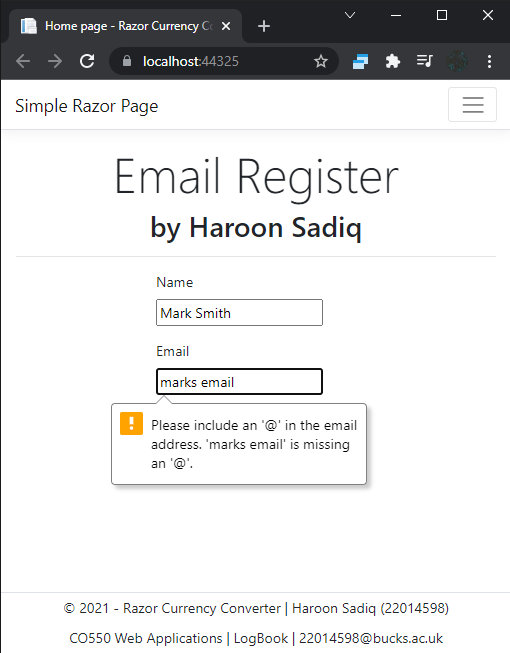 Home page - Razor Currency Co
localhost:44325
Simple Razor Page
Email Register
by Haroon Sadiq
Name
Mark Smith
Email
marks email
Please include an '@' in the email
address. 'marks email' is missing
an '@'.
© 2021 - Razor Currency Converter | Haroon Sadiq (22014598)
CO550 Web Applications | LogBook | 22014598@bucks.ac.uk